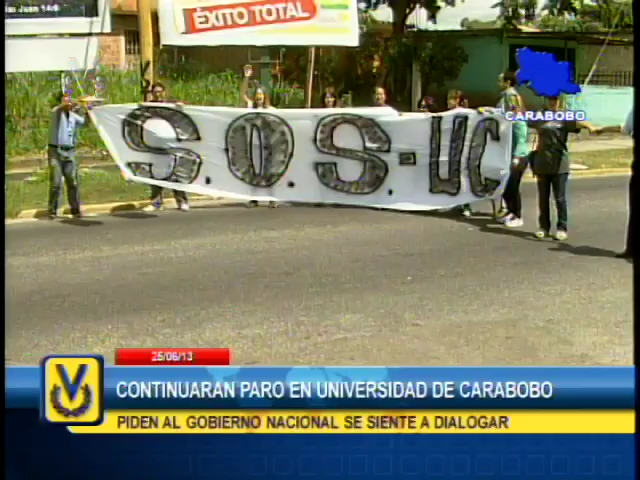 ÉXITO TOTAL
CARABOBO
S.O.S.-UC
25/06/13
CONTINUARAN PARO EN UNIVERSIDAD DE CARABOBO
PIDEN AL GOBIERNO NACIONAL SE SIENTE A DIALOGAR
V